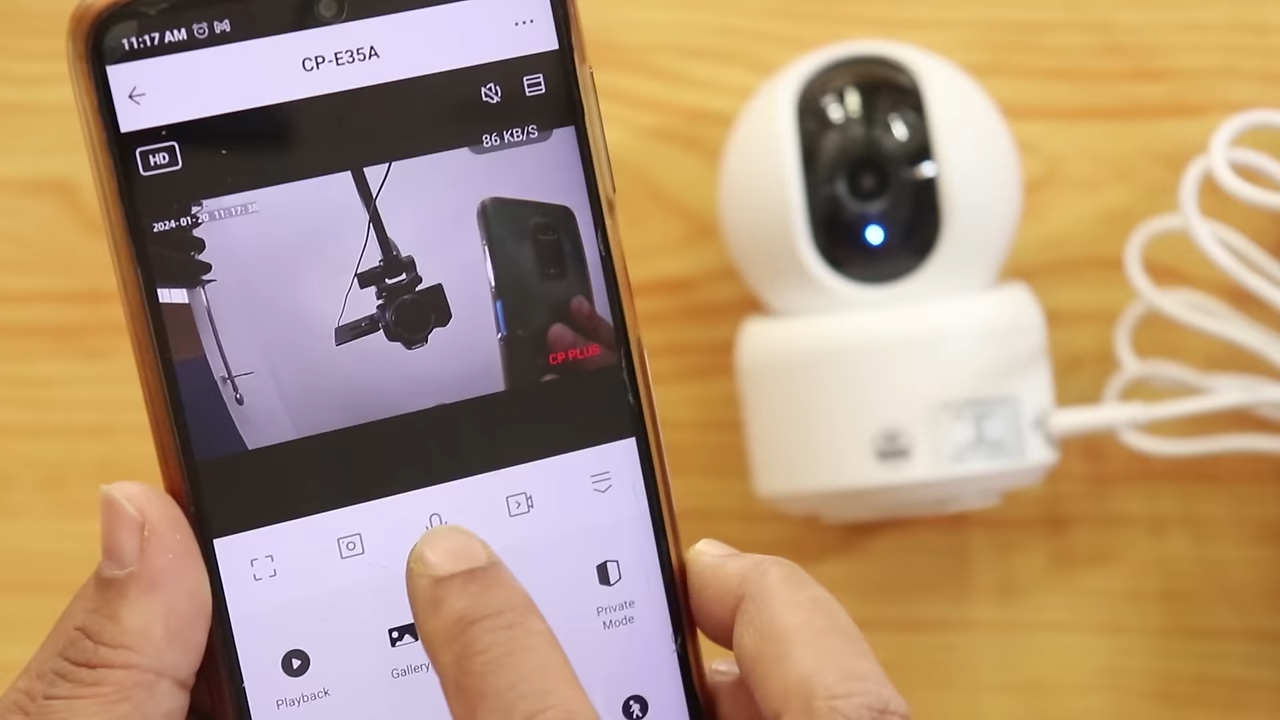 11:17 AM
CP-E35A
HD
86 KB/S
2024-01-20 11:17:38
CP PLUS
Private
Mode
Gallery
Playback